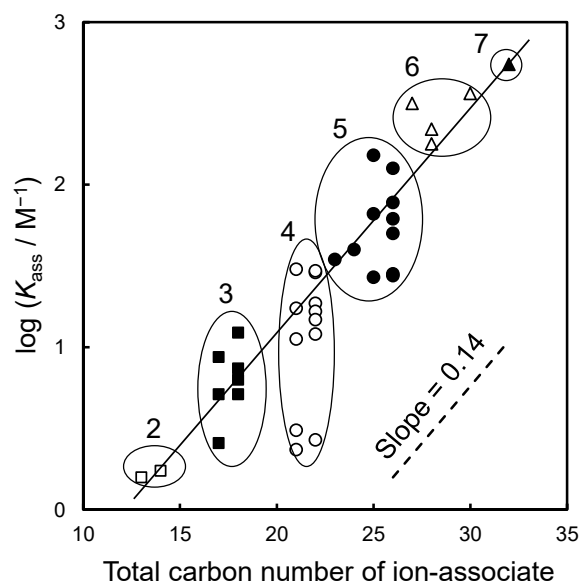 3
7
6
5
2
4
3
2
1
0
log (Kass / M−1)
Slope = 0.14
10 15 20 25 30 35
Total carbon number of ion-associate